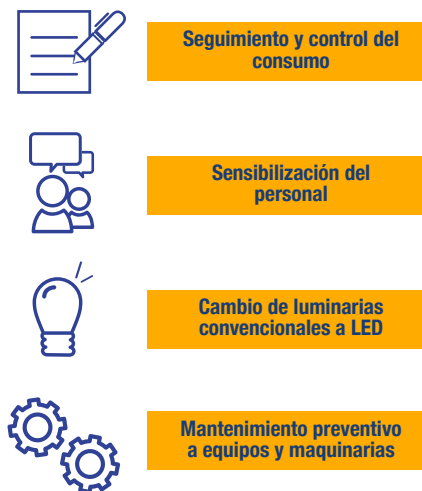 Seguimiento y control del
consumo
Sensibilización del
personal
Cambio de luminarias
convencionales a LED
Mantenimiento preventivo
a equipos y maquinarias